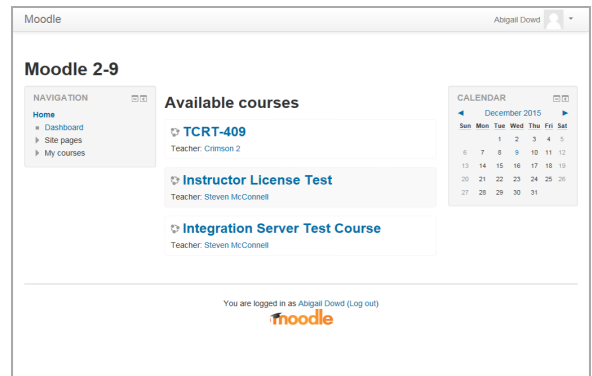 Moodle
Abigail Dowd
Moodle 2-9
NAVIGATION
Home
Dashboard
Site pages
My courses
Available courses
TCRT-409
Teacher: Crimson 2
Instructor License Test
Teacher: Steven McConnell
Integration Server Test Course
Teacher: Steven McConnell
CALENDAR
December 2015
Sun Mon Tue Wed Thu Fri Sat
1 2 3 4 5
6 7 8 9 10 11 12
13 14 15 16 17 18 19
20 21 22 23 24 25 26
27 28 29 30 31
You are logged in as Abigail Dowd (Log out)
moodle